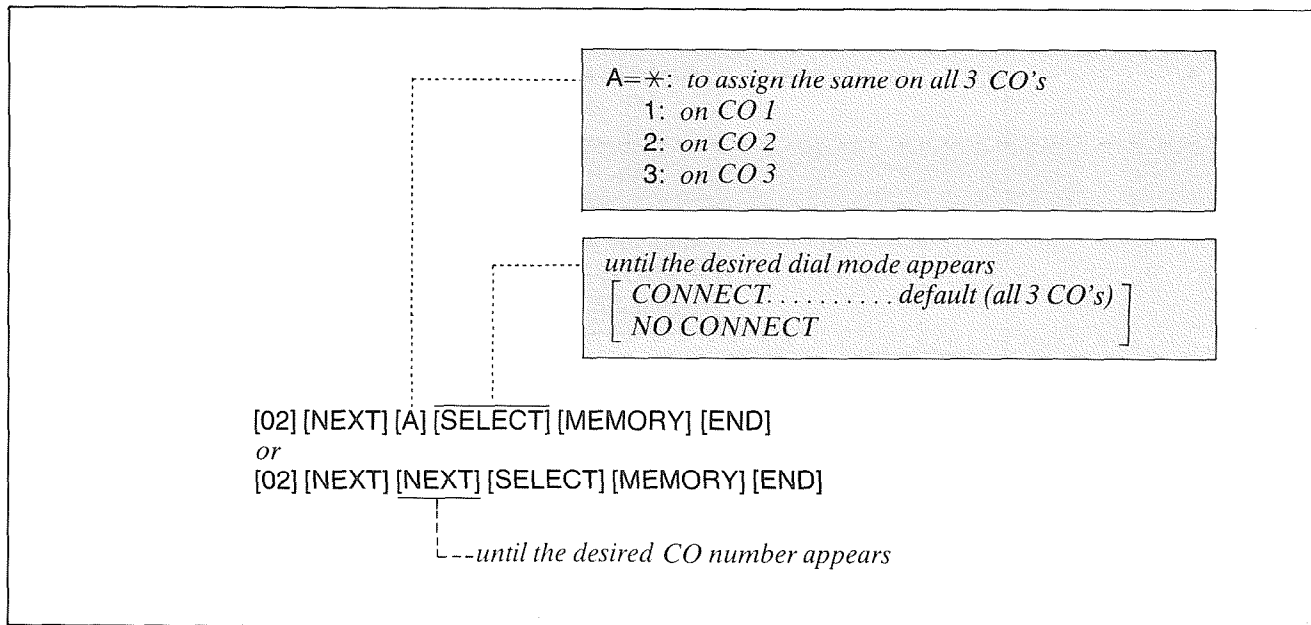 A=✳: to assign the same on all 3 CO's
1: on CO 1
2: on CO 2
3: on CO 3
until the desired dial mode appears
CONNECT. . . . . . . . . . default (all 3 CO's)
NO CONNECT
[02] [NEXT] [A] [SELECT] [MEMORY] [END]
or
[02] [NEXT] [NEXT] [SELECT] [MEMORY] [END]
until the desired CO number appears